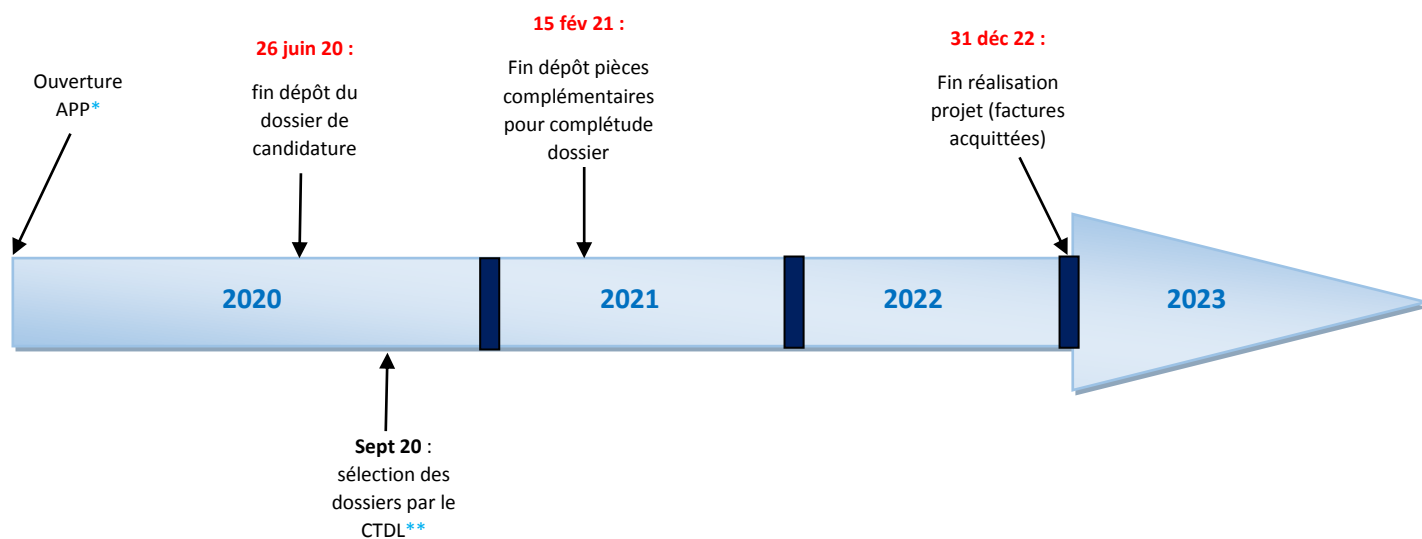 Ouverture
APP*
26 juin 20 :
fin dépôt du
dossier de
candidature
15 fév 21 :
Fin dépôt pièces
complémentaires
pour complétude
dossier
31 déc 22 :
Fin réalisation
projet (factures
acquittées)
2020
2021
2022
2023
Sept 20 :
sélection des
dossiers par le
CTDL**